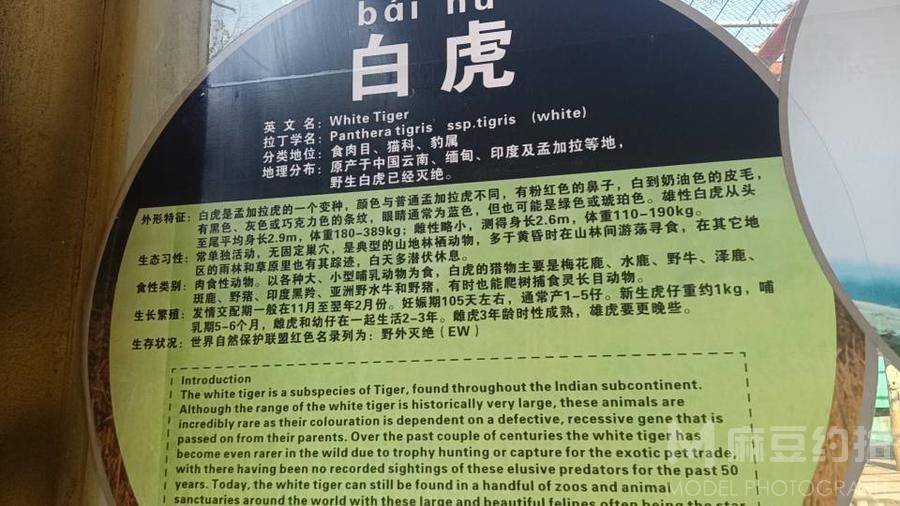 bái hǔ
白虎
英 文 名：White Tiger
拉丁学名：Panthera tigris ssp.tigris (white)
分类地位：食肉目、猫科、豹属
地理分布：原产于中国云南、缅甸、印度及孟加拉等地，
野生白虎已经灭绝。
外形特征：白虎是孟加拉虎的一个变种，颜色与普通孟加拉虎不同，有粉红色的鼻子，白到奶油色的皮毛，
有黑色、灰色或巧克力色的条纹，眼睛通常为蓝色，但也可能是绿色或琥珀色。雄性白虎从头
至尾平均身长2.9m，体重180-389kg；雌性略小，测得身长2.6m，体重110-190kg。
生态习性：常单独活动，无固定巢穴，是典型的山地林栖动物，多于黄昏时在山林间游荡寻食，在其它地
区的雨林和草原里也有其踪迹，白天多潜伏休息。
食性类别：肉食性动物。以各种大、小型哺乳动物为食，白虎的猎物主要是梅花鹿、水鹿、野牛、泽鹿、
斑鹿、野猪、印度黑羚、亚洲野水牛和野猪，有时也能爬树捕食灵长目动物。
生长繁殖：发情交配期一般在11月至翌年2月份。妊娠期105天左右，通常产1-5仔。新生虎仔重约1kg，哺
乳期5-6个月，雌虎和幼仔在一起生活2-3年。雌虎3年龄时性成熟，雄虎要更晚些。
生存状况：世界自然保护联盟红色名录列为：野外灭绝(EW)
Introduction
The white tiger is a subspecies of Tiger, found throughout the Indian subcontinent.
Although the range of the white tiger is historically very large, these animals are
incredibly rare as their colouration is dependent on a defective, recessive gene that is
passed on from their parents. Over the past couple of centuries the white tiger has
become even rarer in the wild due to trophy hunting or capture for the exotic pet trade,
with there having been no recorded sightings of these elusive predators for the past 50
years. Today, the white tiger can still be found in a handful of zoos and animal
sanctuaries around the world with these large and beautiful felines often being the star
麻豆约拍
MODEL PHOTOGRA